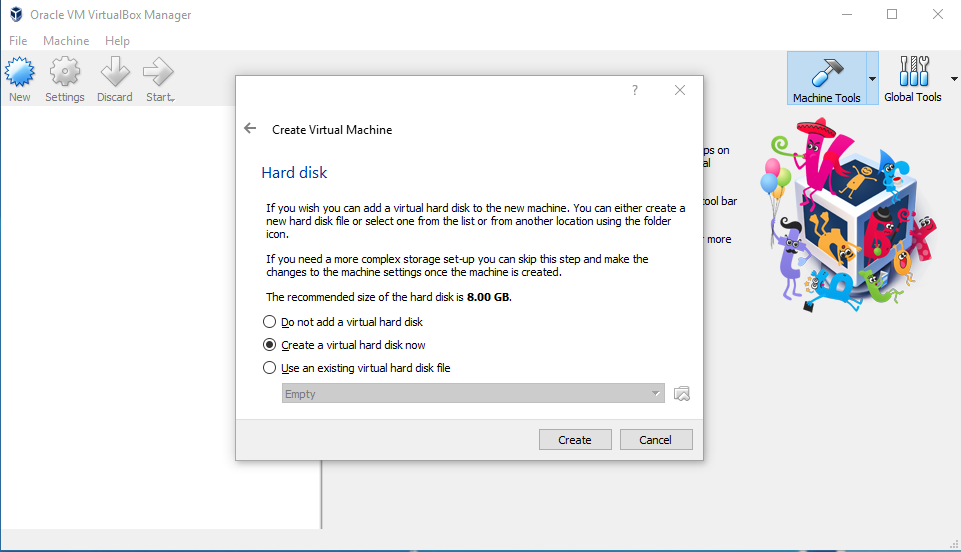 Oracle VM VirtualBox Manager
File Machine Help
New Settings Discard Start
Machine Tools Global Tools
?
Create Virtual Machine
Hard disk
If you wish you can add a virtual hard disk to the new machine. You can either create a
new hard disk file or select one from the list or from another location using the folder
icon.
If you need a more complex storage set-up you can skip this step and make the
changes to the machine settings once the machine is created.
The recommended size of the hard disk is 8.00 GB.
Do not add a virtual hard disk
Create a virtual hard disk now
Use an existing virtual hard disk file
Empty
Create Cancel
ps on
al
ool bar
more